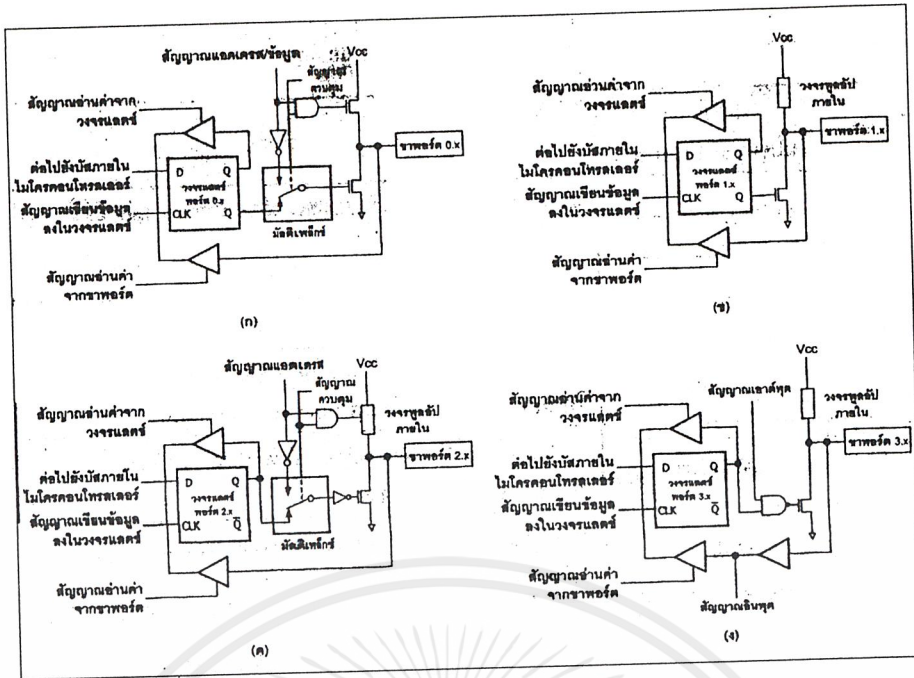 สัญญาณแอดเดรส/ข้อมูล
Vcc
สัญญาณ
ควบคุม
สัญญาณอ่านค่าจาก
วงจรแลตช์
ต่อไปยังบัสภายใน
ไมโครคอนโทรลเลอร์
สัญญาณเขียนข้อมูล
ลงในวงจรแลตช์
D Q
วงจรแลตช์
พอร์ต 0.x
CLK Q
มัลติเพล็กซ์
ขาพอร์ต 0.x
สัญญาณอ่านค่า
จากขาพอร์ต
(ก)
Vcc
วงจรพูลอัป
ภายใน
สัญญาณอ่านค่าจาก
วงจรแลตช์
ต่อไปยังบัสภายใน
ไมโครคอนโทรลเลอร์
สัญญาณเขียนข้อมูล
ลงในวงจรแลตช์
D Q
วงจรแลตช์
พอร์ต 1.x
CLK Q
ขาพอร์ต 1.x
สัญญาณอ่านค่า
จากขาพอร์ต
(ข)
สัญญาณแอดเดรส
Vcc
สัญญาณ
ควบคุม
วงจรพูลอัป
ภายใน
สัญญาณอ่านค่าจาก
วงจรแลตช์
ต่อไปยังบัสภายใน
ไมโครคอนโทรลเลอร์
สัญญาณเขียนข้อมูล
ลงในวงจรแลตช์
D Q
วงจรแลตช์
พอร์ต 2.x
CLK Q̅
มัลติเพล็กซ์
ขาพอร์ต 2.x
สัญญาณอ่านค่า
จากขาพอร์ต
(ค)
Vcc
สัญญาณเอาต์พุต
วงจรพูลอัป
ภายใน
สัญญาณอ่านค่าจาก
วงจรแลตช์
ต่อไปยังบัสภายใน
ไมโครคอนโทรลเลอร์
สัญญาณเขียนข้อมูล
ลงในวงจรแลตช์
D Q
วงจรแลตช์
พอร์ต 3.x
CLK Q̅
ขาพอร์ต 3.x
สัญญาณอ่านค่า
จากขาพอร์ต
สัญญาณอินพุต
(ง)